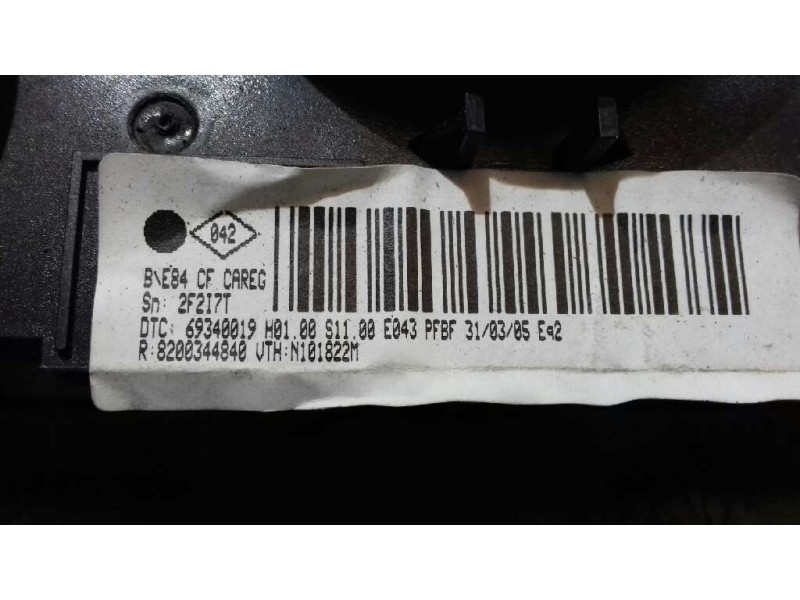 042
B\E84 CF CAREG
Sn: 2F2I7T
DTC: 69340019 H01.00 S11.00 E043 PFBF 31/03/05 Eq2
R:8200344840 VTH:N101822M